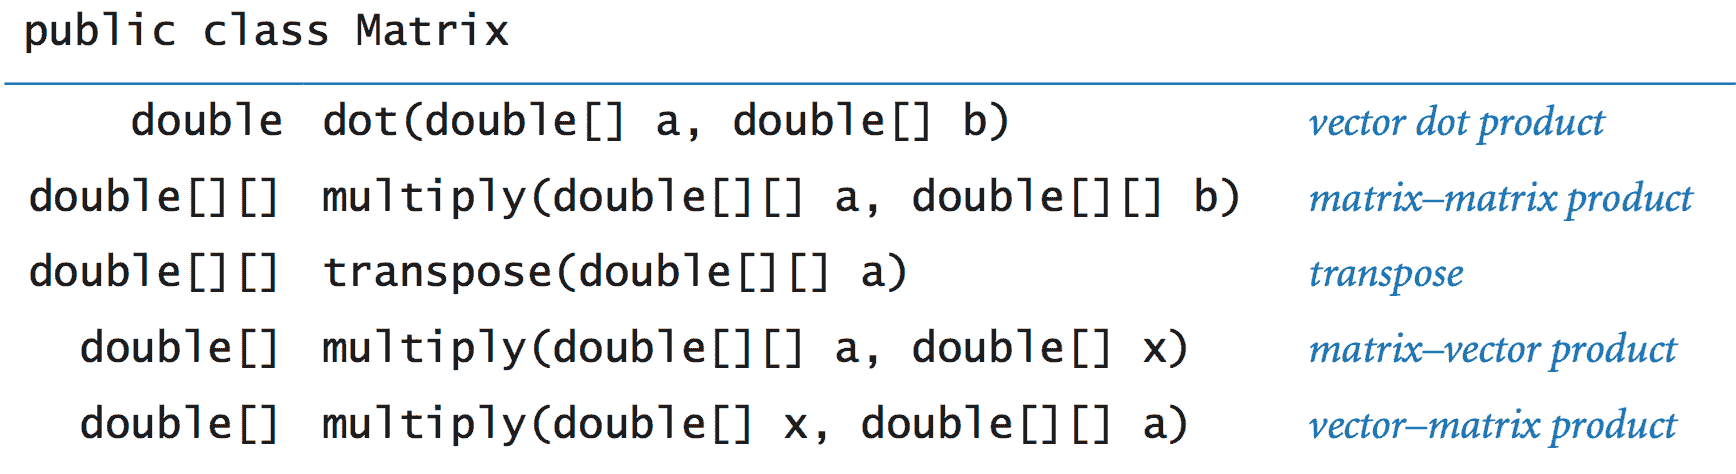 public class Matrix
double dot(double[] a, double[] b) vector dot product
double[][] multiply(double[][] a, double[][] b) matrix–matrix product
double[][] transpose(double[][] a) transpose
double[] multiply(double[][] a, double[] x) matrix–vector product
double[] multiply(double[] x, double[][] a) vector–matrix product